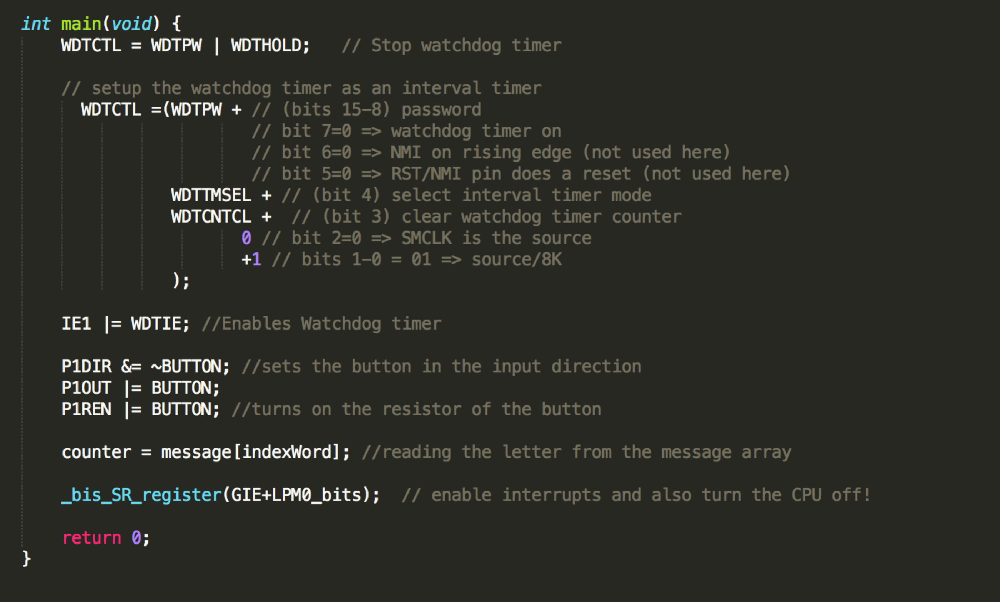 int main(void) {
WDTCTL = WDTPW | WDTHOLD;   // Stop watchdog timer
// setup the watchdog timer as an interval timer
WDTCTL =(WDTPW + // (bits 15-8) password
// bit 7=0 => watchdog timer on
// bit 6=0 => NMI on rising edge (not used here)
// bit 5=0 => RST/NMI pin does a reset (not used here)
WDTTMSEL + // (bit 4) select interval timer mode
WDTCNTCL +  // (bit 3) clear watchdog timer counter
0 // bit 2=0 => SMCLK is the source
+1 // bits 1-0 = 01 => source/8K
);
IE1 |= WDTIE; //Enables Watchdog timer
P1DIR &= ~BUTTON; //sets the button in the input direction
P1OUT |= BUTTON;
P1REN |= BUTTON; //turns on the resistor of the button
counter = message[indexWord]; //reading the letter from the message array
_bis_SR_register(GIE+LPM0_bits);  // enable interrupts and also turn the CPU off!
return 0;
}